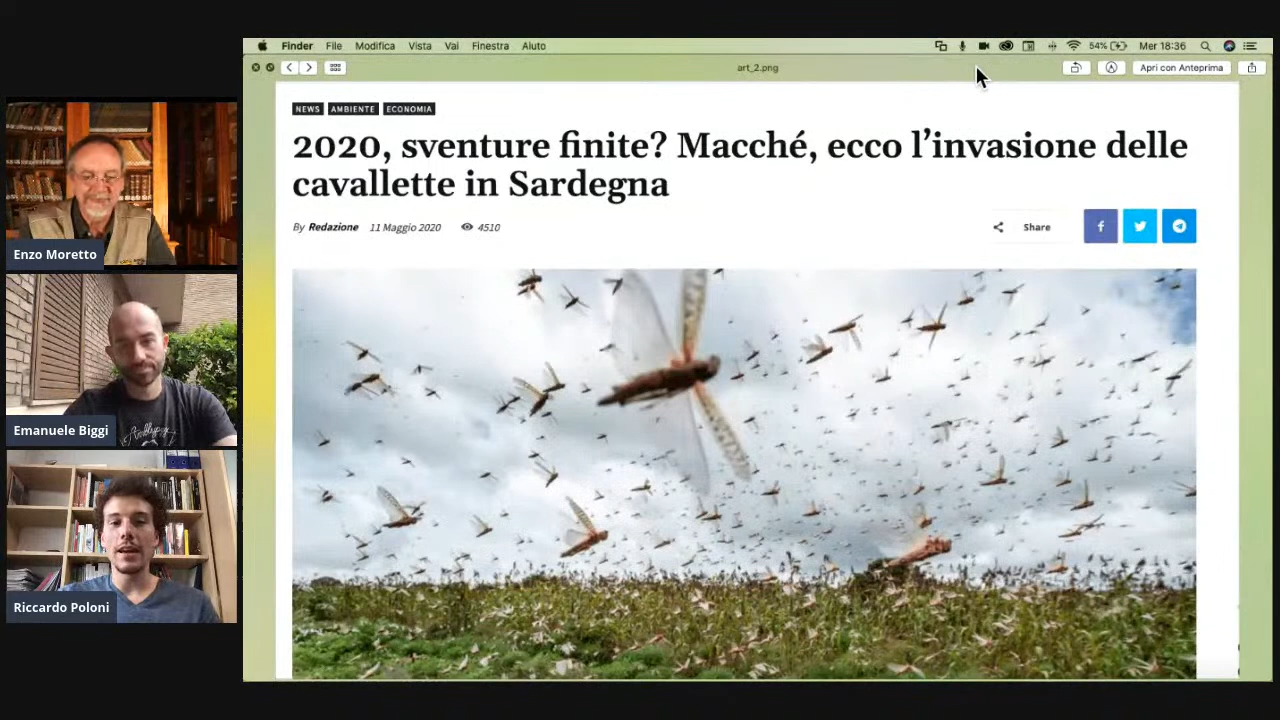 Finder File Modifica Vista Vai Finestra Aiuto 54% Mer 18:36
art_2.png
Apri con Anteprima
NEWS AMBIENTE ECONOMIA
2020, sventure finite? Macché, ecco l’invasione delle
cavallette in Sardegna
By Redazione 11 Maggio 2020 4510
Share
Enzo Moretto
Emanuele Biggi
Riccardo Poloni